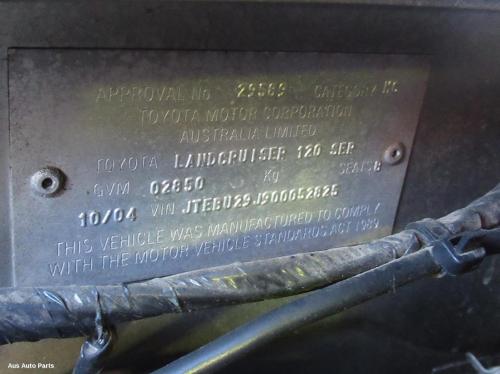 APPROVAL No 29589 CATEGORY MC
TOYOTA MOTOR CORPORATION
AUSTRALIA LIMITED
TOYOTA LANDCRUISER 120 SER
GVM 02850 Kg SEATS 8
10/04 VIN JTEBU29J900052825
THIS VEHICLE WAS MANUFACTURED TO COMPLY
WITH THE MOTOR VEHICLE STANDARDS ACT 1989
Aus Auto Parts